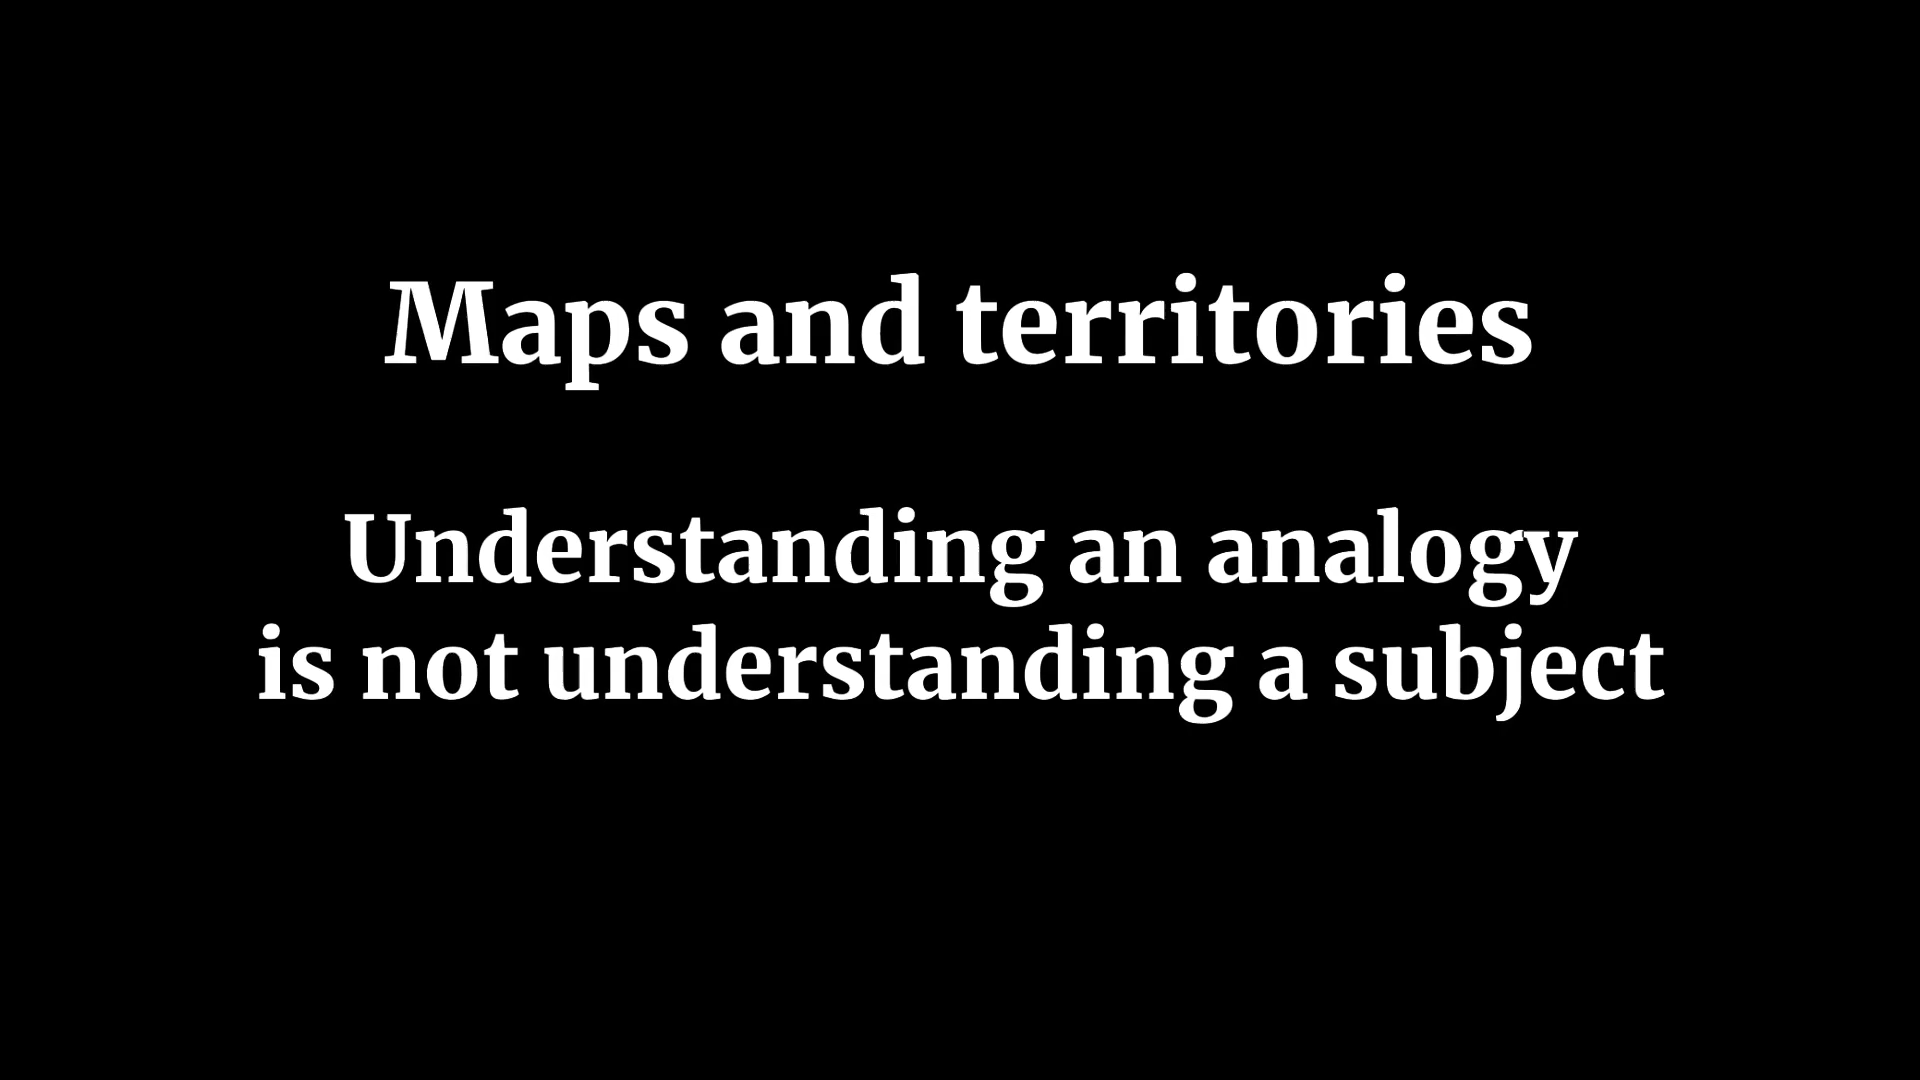 Maps and territories
Understanding an analogy
is not understanding a subject